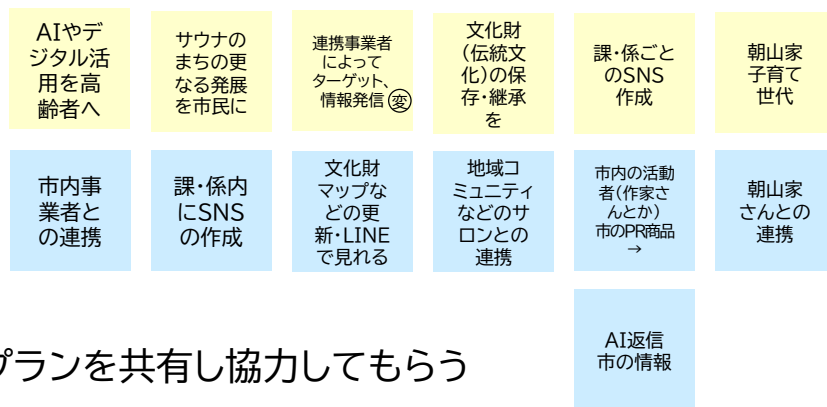 AIやデ
ジタル活
用を高
齢者へ
サウナの
まちの更
なる発展
を市民に
連携事業者
によって
ターゲット、
情報発信㊥変
文化財
(伝統文
化)の保
存・継承
を
課・係ごと
のSNS
作成
朝山家
子育て
世代
市内事
業者と
の連携
課・係内
にSNS
の作成
文化財
マップな
どの更
新・LINE
で見れる
地域コ
ミュニティ
などのサ
ロンとの
連携
市内の活動
者(作家さ
んとか)
市のPR商品
→
朝山家
さんとの
連携
AI返信
市の情報
プランを共有し協力してもらう